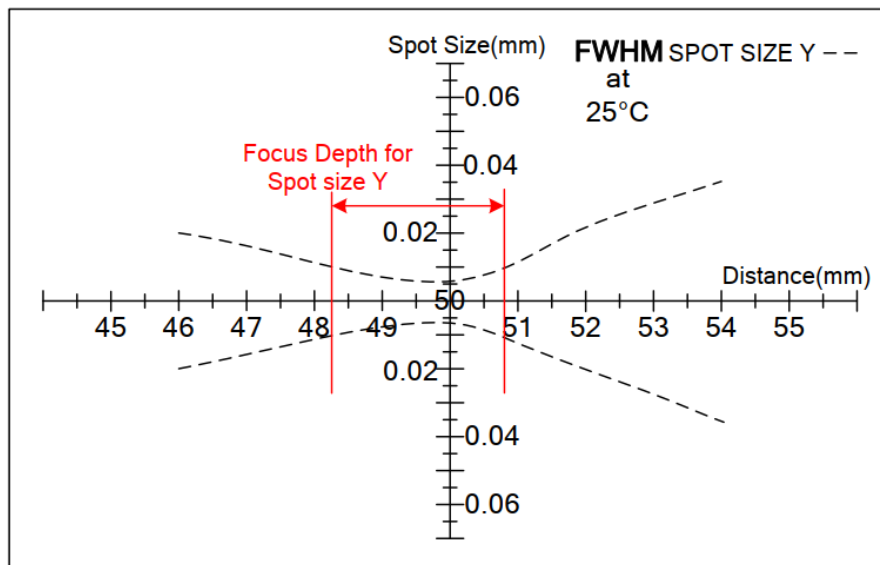 Spot Size(mm)
FWHM SPOT SIZE Y – –
at
25°C
0.06
0.04
Focus Depth for
Spot size Y
0.02
Distance(mm)
45 46 47 48 49 50 51 52 53 54 55
0.02
0.04
0.06